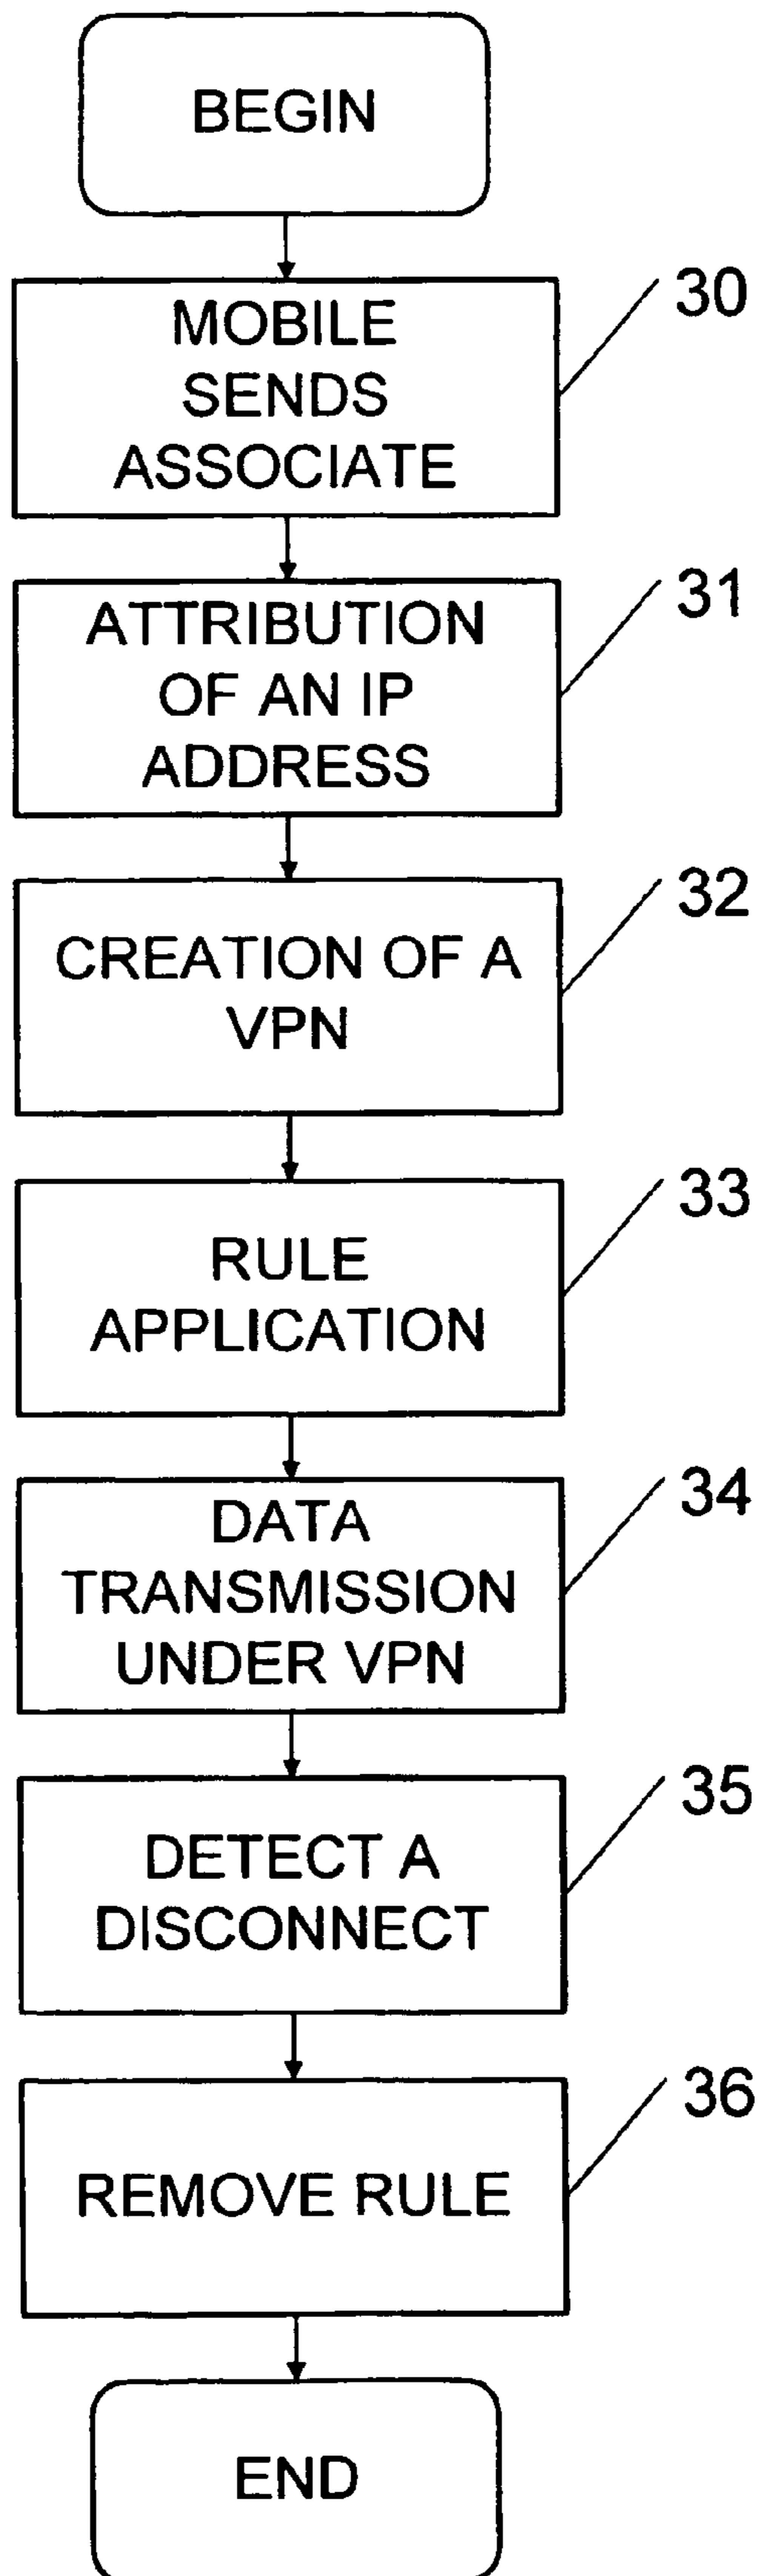 BEGIN
30
MOBILE
SENDS
ASSOCIATE
31
ATTRIBUTION
OF AN IP
ADDRESS
32
CREATION OF A
VPN
33
RULE
APPLICATION
34
DATA
TRANSMISSION
UNDER VPN
35
DETECT A
DISCONNECT
36
REMOVE RULE
END